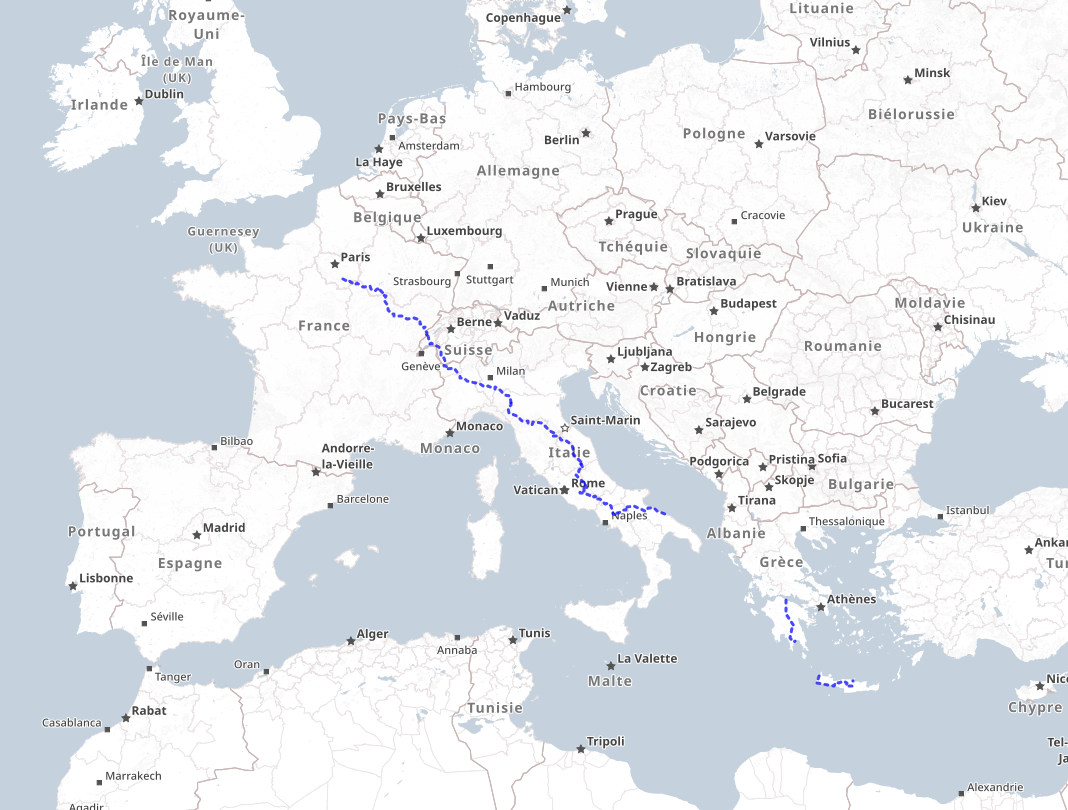 Royaume-
Uni
Copenhague
Lituanie
Vilnius
Île de Man
(UK)
Minsk
Dublin
Hambourg
Irlande
Pays-Bas
Biélorussie
Berlin
Pologne
Varsovie
Amsterdam
La Haye
Allemagne
Bruxelles
Kiev
Belgique
Prague
Cracovie
Ukraine
Guernesey
(UK)
Luxembourg
Tchéquie
Slovaquie
Paris
Strasbourg
Stuttgart
Munich
Vienne
Bratislava
Autriche
Budapest
Moldavie
Chisinau
France
Berne
Vaduz
Hongrie
Roumanie
Suisse
Ljubljana
Genève
Milan
Zagreb
Croatie
Belgrade
Bucarest
Saint-Marin
Sarajevo
Monaco
Monaco
Bilbao
Andorre-
la-Vieille
Italie
Podgorica
Pristina
Sofia
Skopje
Bulgarie
Vatican
Rome
Barcelone
Tirana
Istanbul
Naples
Thessalonique
Madrid
Portugal
Albanie
Ankar
Espagne
Grèce
Tur
Lisbonne
Athènes
Séville
Alger
Tunis
Annaba
Oran
La Valette
Malte
Tanger
Nico
Chypre
Rabat
Tunisie
Casablanca
Tripoli
Tel-
Ja
Marrakech
Alexandrie
Agadir